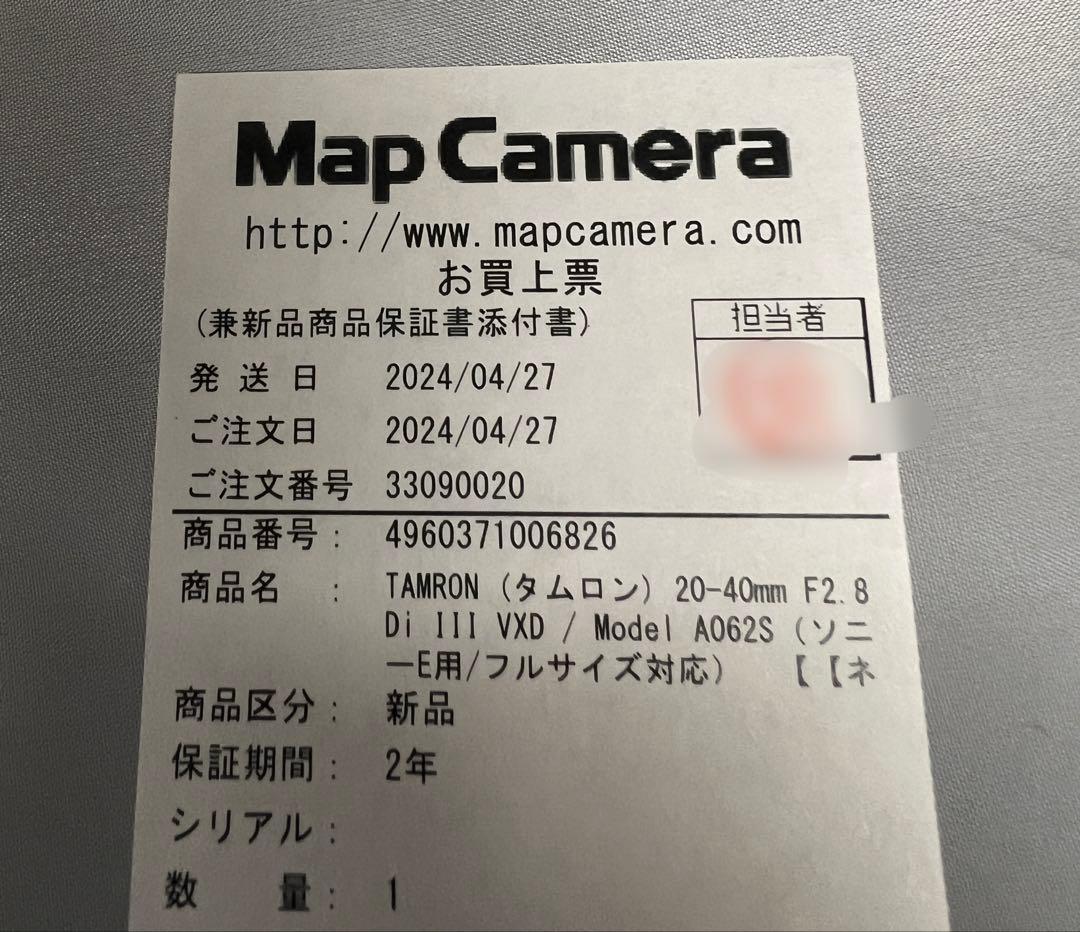 Map Camera
http://www.mapcamera.com
お買上票
(兼新品商品保証書添付書)
担当者
発送日 2024/04/27
ご注文日 2024/04/27
ご注文番号 33090020
商品番号: 4960371006826
商品名 : TAMRON (タムロン) 20-40mm F2.8
Di III VXD / Model A062S (ソニ
ーE用/フルサイズ対応) 【【ネ
商品区分: 新品
保証期間: 2年
シリアル:
数量: 1